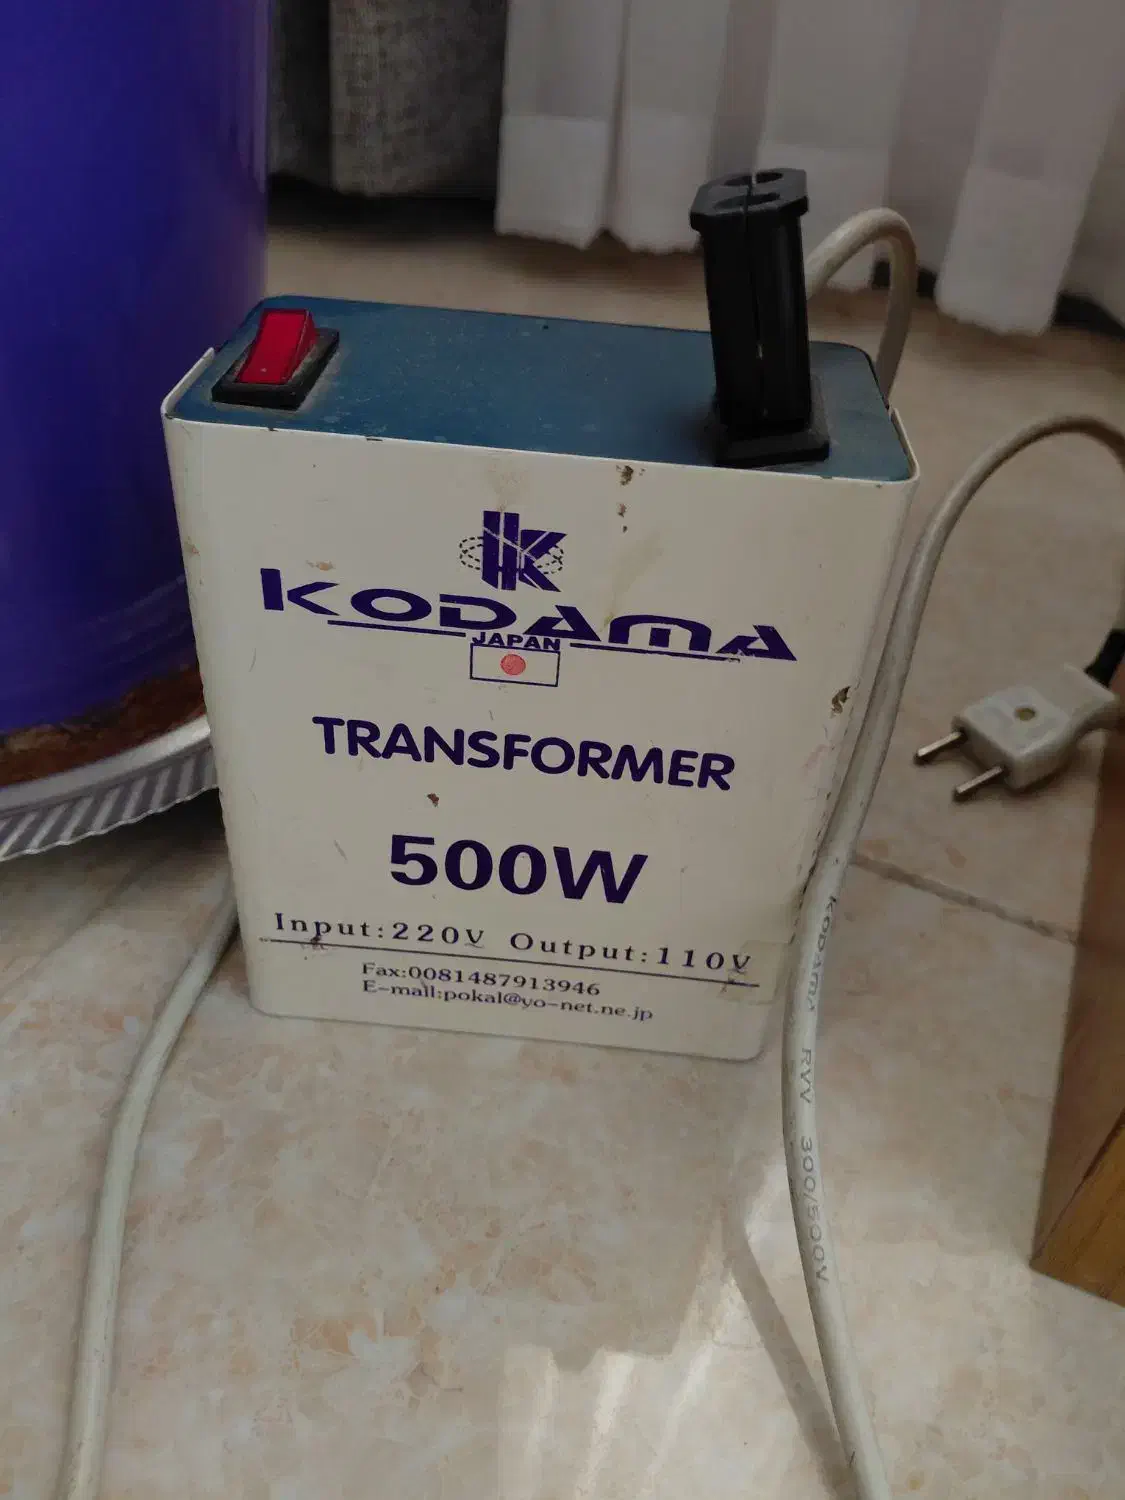 K
KODAMA
JAPAN
TRANSFORMER
500W
Input:220V Output:110V
Fax:0081487913946
E-mail:pokal@yo-net.ne.jp
KODAMA RVV 300/500V